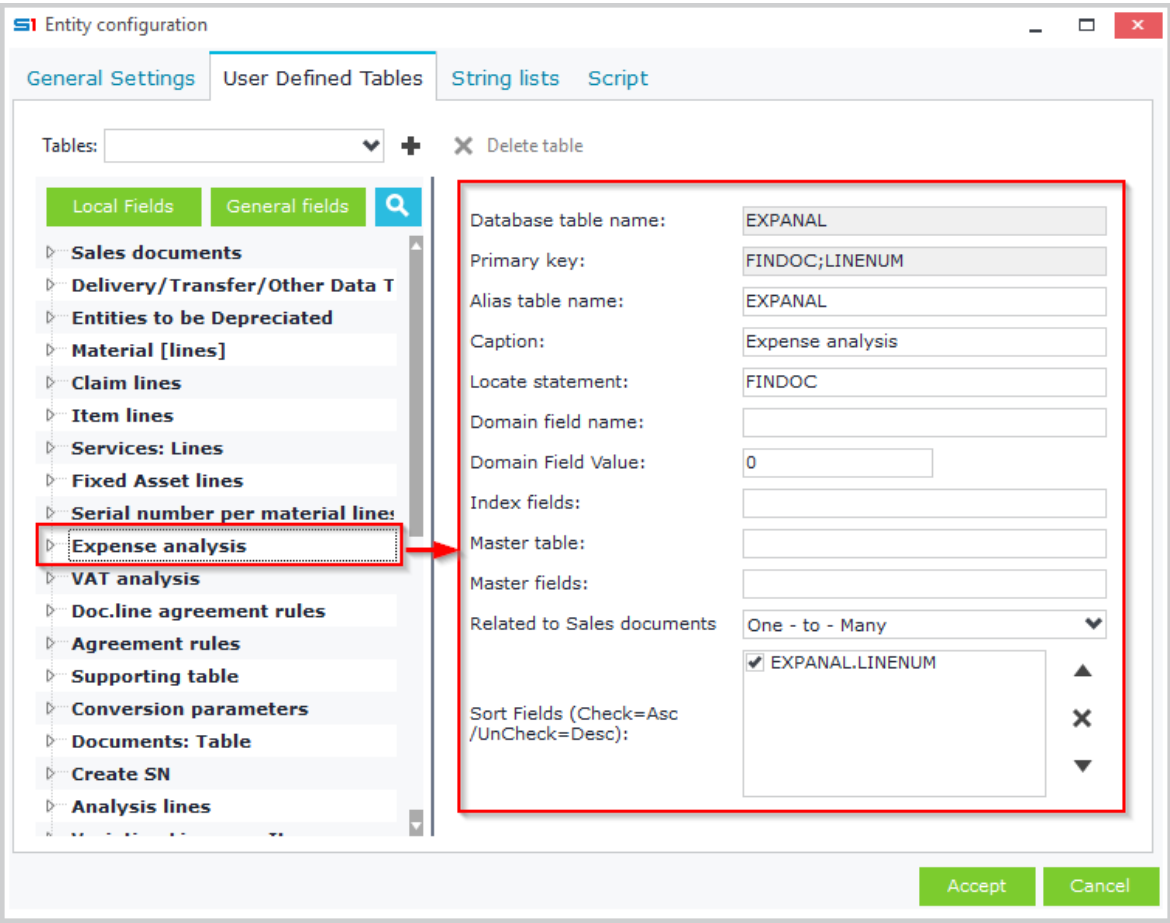 S1 Entity configuration
General Settings
User Defined Tables
String lists
Script
Tables:
Delete table
Local Fields
General fields
Sales documents
Delivery/Transfer/Other Data T
Entities to be Depreciated
Material [lines]
Claim lines
Item lines
Services: Lines
Fixed Asset lines
Serial number per material lines
Expense analysis
VAT analysis
Doc.line agreement rules
Agreement rules
Supporting table
Conversion parameters
Documents: Table
Create SN
Analysis lines
Database table name: EXPANAL
Primary key: FINDOC;LINENUM
Alias table name: EXPANAL
Caption: Expense analysis
Locate statement: FINDOC
Domain field name:
Domain Field Value: 0
Index fields:
Master table:
Master fields:
Related to Sales documents One - to - Many
EXPANAL.LINENUM
Sort Fields (Check=Asc
/UnCheck=Desc):
Accept
Cancel